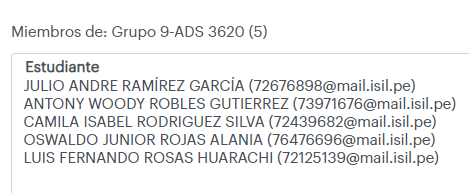 Miembros de: Grupo 9-ADS 3620 (5)
Estudiante
JULIO ANDRE RAMÍREZ GARCÍA (72676898@mail.isil.pe)
ANTONY WOODY ROBLES GUTIERREZ (73971676@mail.isil.pe)
CAMILA ISABEL RODRIGUEZ SILVA (72439682@mail.isil.pe)
OSWALDO JUNIOR ROJAS ALANIA (76476696@mail.isil.pe)
LUIS FERNANDO ROSAS HUARACHI (72125139@mail.isil.pe)